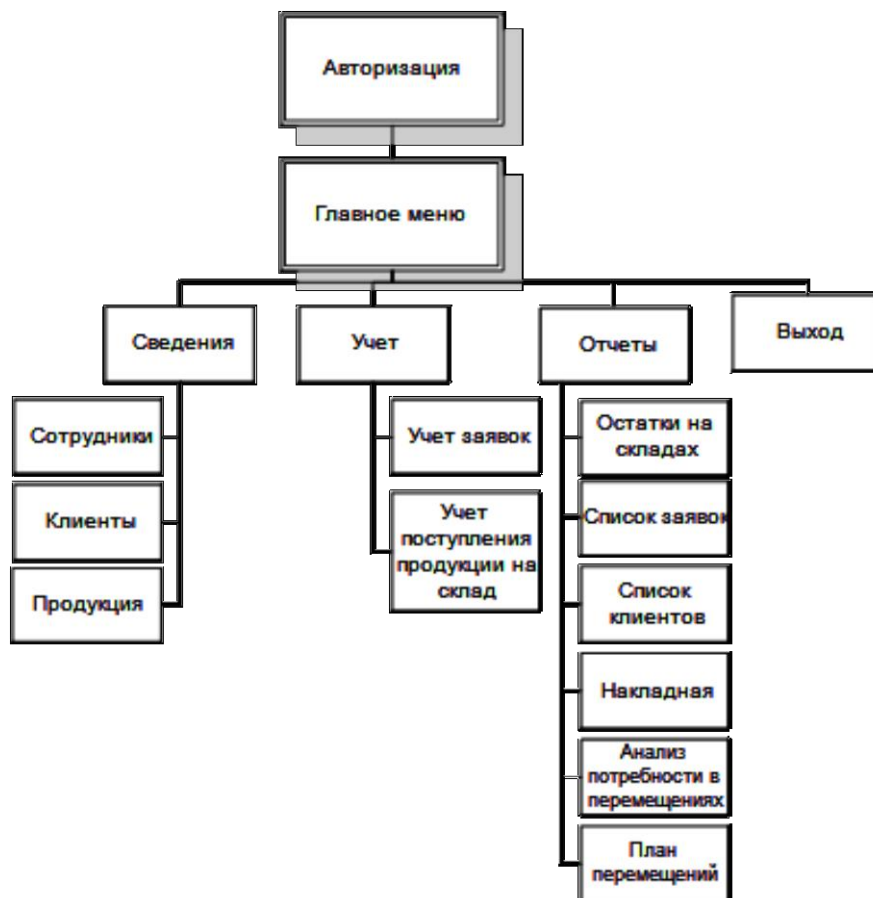 Авторизация
Главное меню
Сведения
Учет
Отчеты
Выход
Сотрудники
Клиенты
Продукция
Учет заявок
Учет
поступления
продукции на
склад
Остатки на
складах
Список заявок
Список
клиентов
Накладная
Анализ
потребности в
перемещениях
План
перемещений